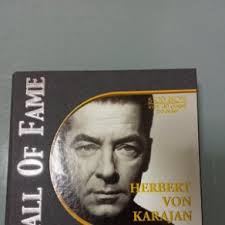 ALL OF FAME
HERBERT
VON
KARAJAN